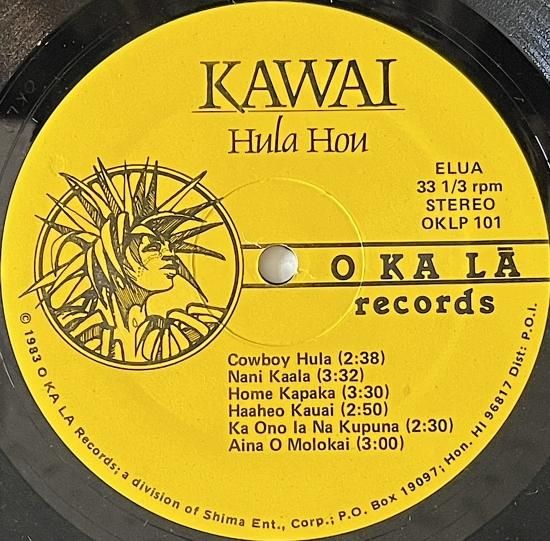 KAWAI
Hula Hou
ELUA
33 1/3 rpm
STEREO
OKLP 101
O KA LĀ
records
Cowboy Hula (2:38)
Nani Kaala (3:32)
Home Kapaka (3:30)
Haaheo Kauai (2:50)
Ka Ono Ia Na Kupuna (2:30)
Aina O Molokai (3:00)
© 1983 O KA LA Records; a division of Shima Ent., Corp.; P.O. Box 19097; Hon. HI 96817 Dist: P.O.I.
OKL